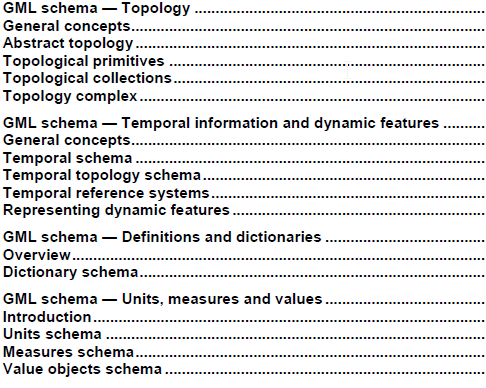 GML schema — Topology ................................................................
General concepts................................................................................
Abstract topology................................................................................
Topological primitives .........................................................................
Topological collections........................................................................
Topology complex...............................................................................
GML schema — Temporal information and dynamic features ..........
General concepts................................................................................
Temporal schema ...............................................................................
Temporal topology schema..................................................................
Temporal reference systems................................................................
Representing dynamic features ...........................................................
GML schema — Definitions and dictionaries ......................................
Overview..............................................................................................
Dictionary schema...............................................................................
GML schema — Units, measures and values ......................................
Introduction.........................................................................................
Units schema ......................................................................................
Measures schema................................................................................
Value objects schema .........................................................................